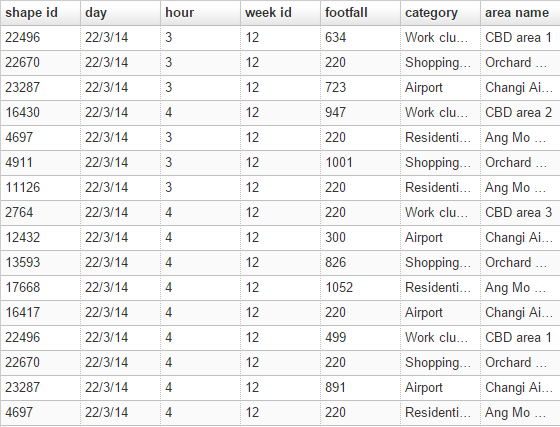 shape id day hour week id footfall category area name
22496 22/3/14 3 12 634 Work clu... CBD area 1
22670 22/3/14 3 12 220 Shopping... Orchard ...
23287 22/3/14 3 12 723 Airport Changi Ai...
16430 22/3/14 4 12 947 Work clu... CBD area 2
4697 22/3/14 3 12 220 Residenti... Ang Mo ...
4911 22/3/14 3 12 1001 Shopping... Orchard ...
11126 22/3/14 3 12 220 Residenti... Ang Mo ...
2764 22/3/14 4 12 220 Work clu... CBD area 3
12432 22/3/14 4 12 300 Airport Changi Ai...
13593 22/3/14 4 12 826 Shopping... Orchard ...
17668 22/3/14 4 12 1052 Residenti... Ang Mo ...
16417 22/3/14 4 12 220 Airport Changi Ai...
22496 22/3/14 4 12 499 Work clu... CBD area 1
22670 22/3/14 4 12 220 Shopping... Orchard ...
23287 22/3/14 4 12 891 Airport Changi Ai...
4697 22/3/14 4 12 220 Residenti... Ang Mo ...